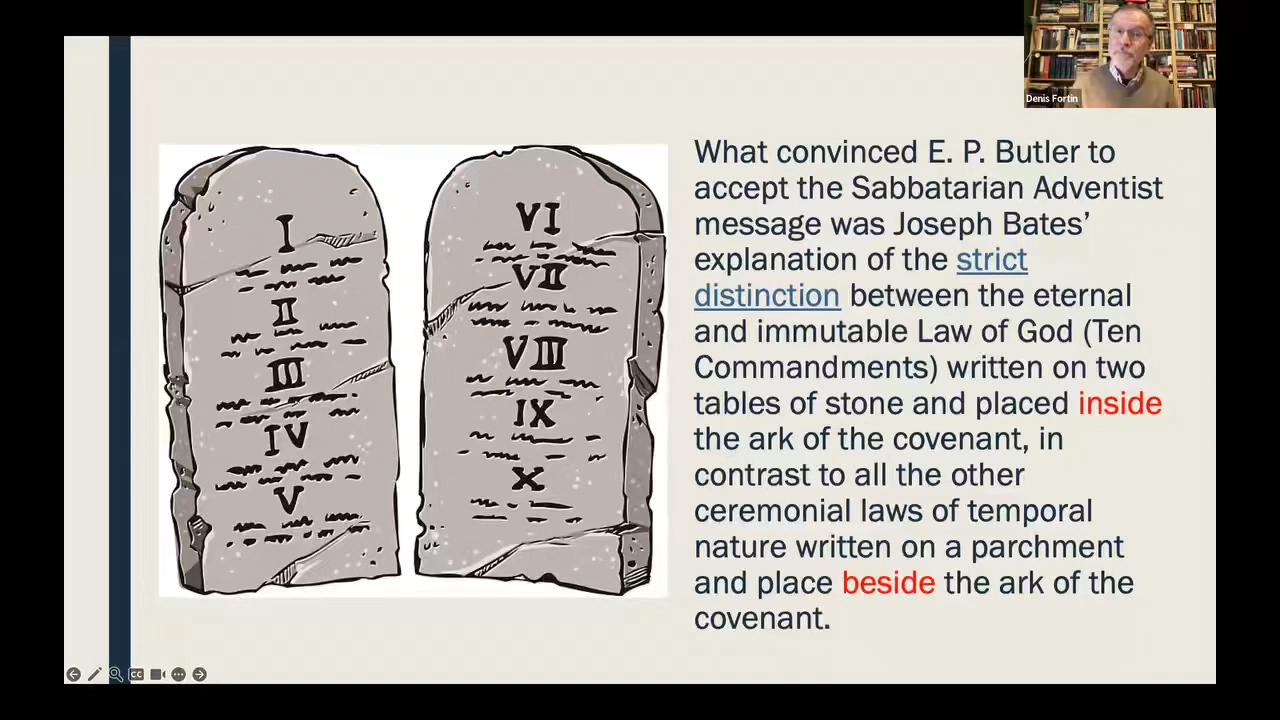 Denis Fortin
What convinced E. P. Butler to
accept the Sabbatarian Adventist
message was Joseph Bates’
explanation of the strict
distinction between the eternal
and immutable Law of God (Ten
Commandments) written on two
tables of stone and placed inside
the ark of the covenant, in
contrast to all the other
ceremonial laws of temporal
nature written on a parchment
and place beside the ark of the
covenant.
I
II
III
IV
V
VI
VII
VIII
IX
X
CC